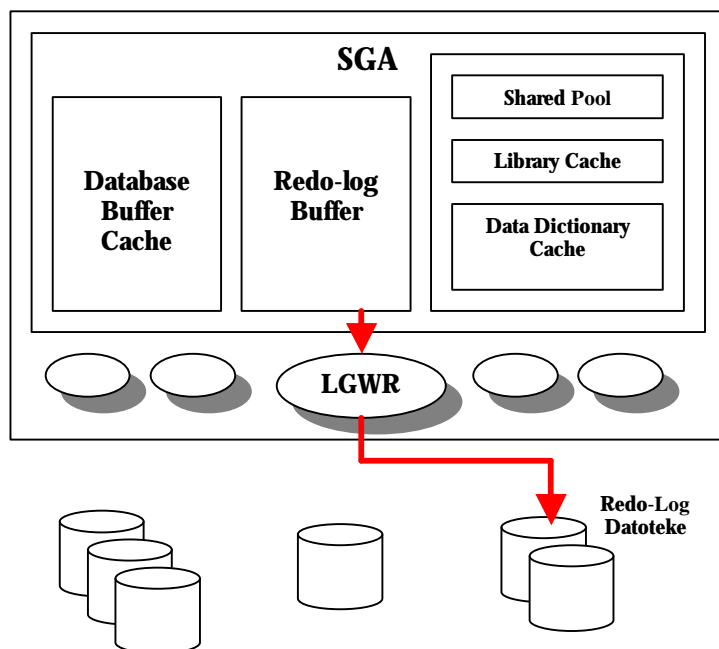 SGA
Database
Buffer
Cache
Redo-log
Buffer
Shared Pool
Library Cache
Data Dictionary
Cache
LGWR
Redo-Log
Datoteke